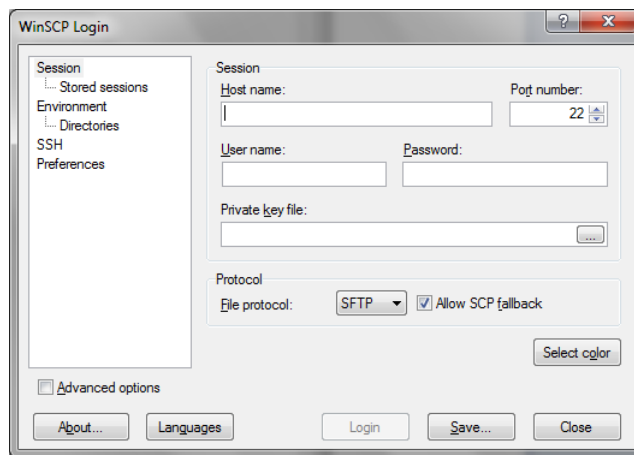 WinSCP Login
Session
Stored sessions
Environment
Directories
SSH
Preferences
Session
Host name:
Port number:
22
User name:
Password:
Private key file:
...
Protocol
File protocol:
SFTP
Allow SCP fallback
Select color
Advanced options
About...
Languages
Login
Save...
Close